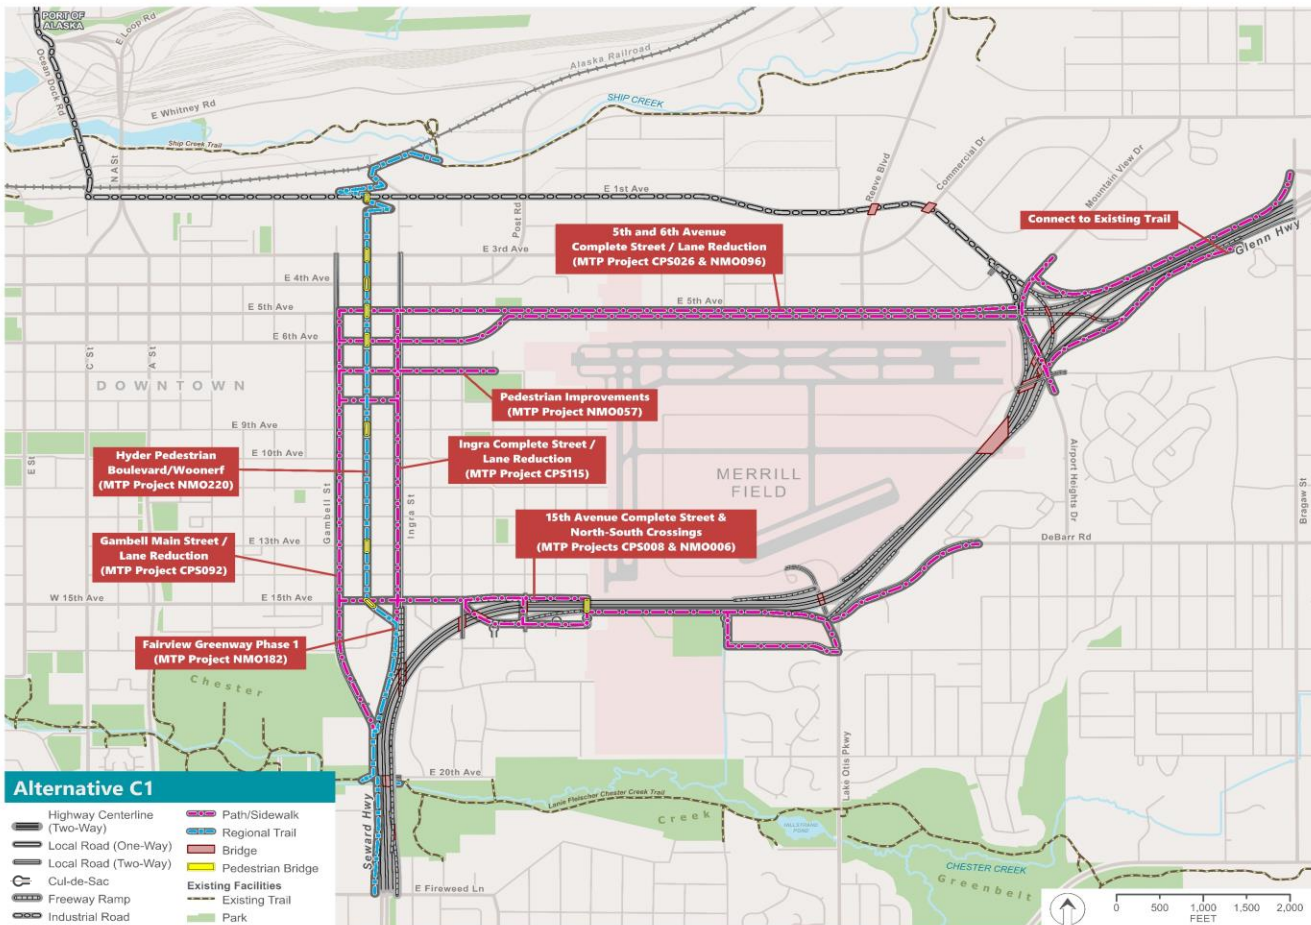 PORT OF
ALASKA
E Loop Rd
Ocean Dock Rd
Alaska Railroad
E Whitney Rd
SHIP CREEK
Ship Creek Trail
N A St
E 1st Ave
Reeve Blvd
Commercial Dr
Mountain View Dr
Post Rd
Connect to Existing Trail
Glenn Hwy
5th and 6th Avenue
Complete Street / Lane Reduction
(MTP Project CPS026 & NMO096)
E 3rd Ave
E 4th Ave
E 5th Ave
E 5th Ave
E 6th Ave
C St
A St
DOWNTOWN
Pedestrian Improvements
(MTP Project NMO057)
E 9th Ave
Ingra Complete Street /
Lane Reduction
(MTP Project CPS115)
E 10th Ave
Hyder Pedestrian
Boulevard/Woonerf
(MTP Project NMO220)
E St
MERRILL
FIELD
Airport Heights Dr
Bragaw St
Gambell St
Ingra St
15th Avenue Complete Street &
North-South Crossings
(MTP Projects CPS008 & NMO006)
Gambell Main Street /
Lane Reduction
(MTP Project CPS092)
E 13th Ave
DeBarr Rd
W 15th Ave
E 15th Ave
Fairview Greenway Phase 1
(MTP Project NMO182)
Chester
Lake Otis Pkwy
E 20th Ave
Lanie Fleischer Chester Creek Trail
Creek
Seward Hwy
CHESTER CREEK
Greenbelt
E Fireweed Ln
Alternative C1
Highway Centerline
(Two-Way)
Local Road (One-Way)
Local Road (Two-Way)
Cul-de-Sac
Freeway Ramp
Industrial Road
Path/Sidewalk
Regional Trail
Bridge
Pedestrian Bridge
Existing Facilities
Existing Trail
Park
0 500 1,000 1,500 2,000
FEET